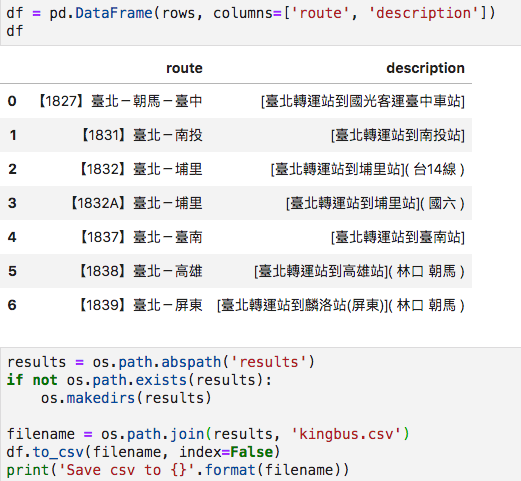 df = pd.DataFrame(rows, columns=['route', 'description'])
df
route description
0 【1827】臺北－朝馬－臺中 [臺北轉運站到國光客運臺中車站]
1 【1831】臺北－南投 [臺北轉運站到南投站]
2 【1832】臺北－埔里 [臺北轉運站到埔里站]( 台14線 )
3 【1832A】臺北－埔里 [臺北轉運站到埔里站]( 國六 )
4 【1837】臺北－臺南 [臺北轉運站到臺南站]
5 【1838】臺北－高雄 [臺北轉運站到高雄站]( 林口 朝馬 )
6 【1839】臺北－屏東 [臺北轉運站到麟洛站(屏東)]( 林口 朝馬 )
results = os.path.abspath('results')
if not os.path.exists(results):
    os.makedirs(results)
filename = os.path.join(results, 'kingbus.csv')
df.to_csv(filename, index=False)
print('Save csv to {}'.format(filename))